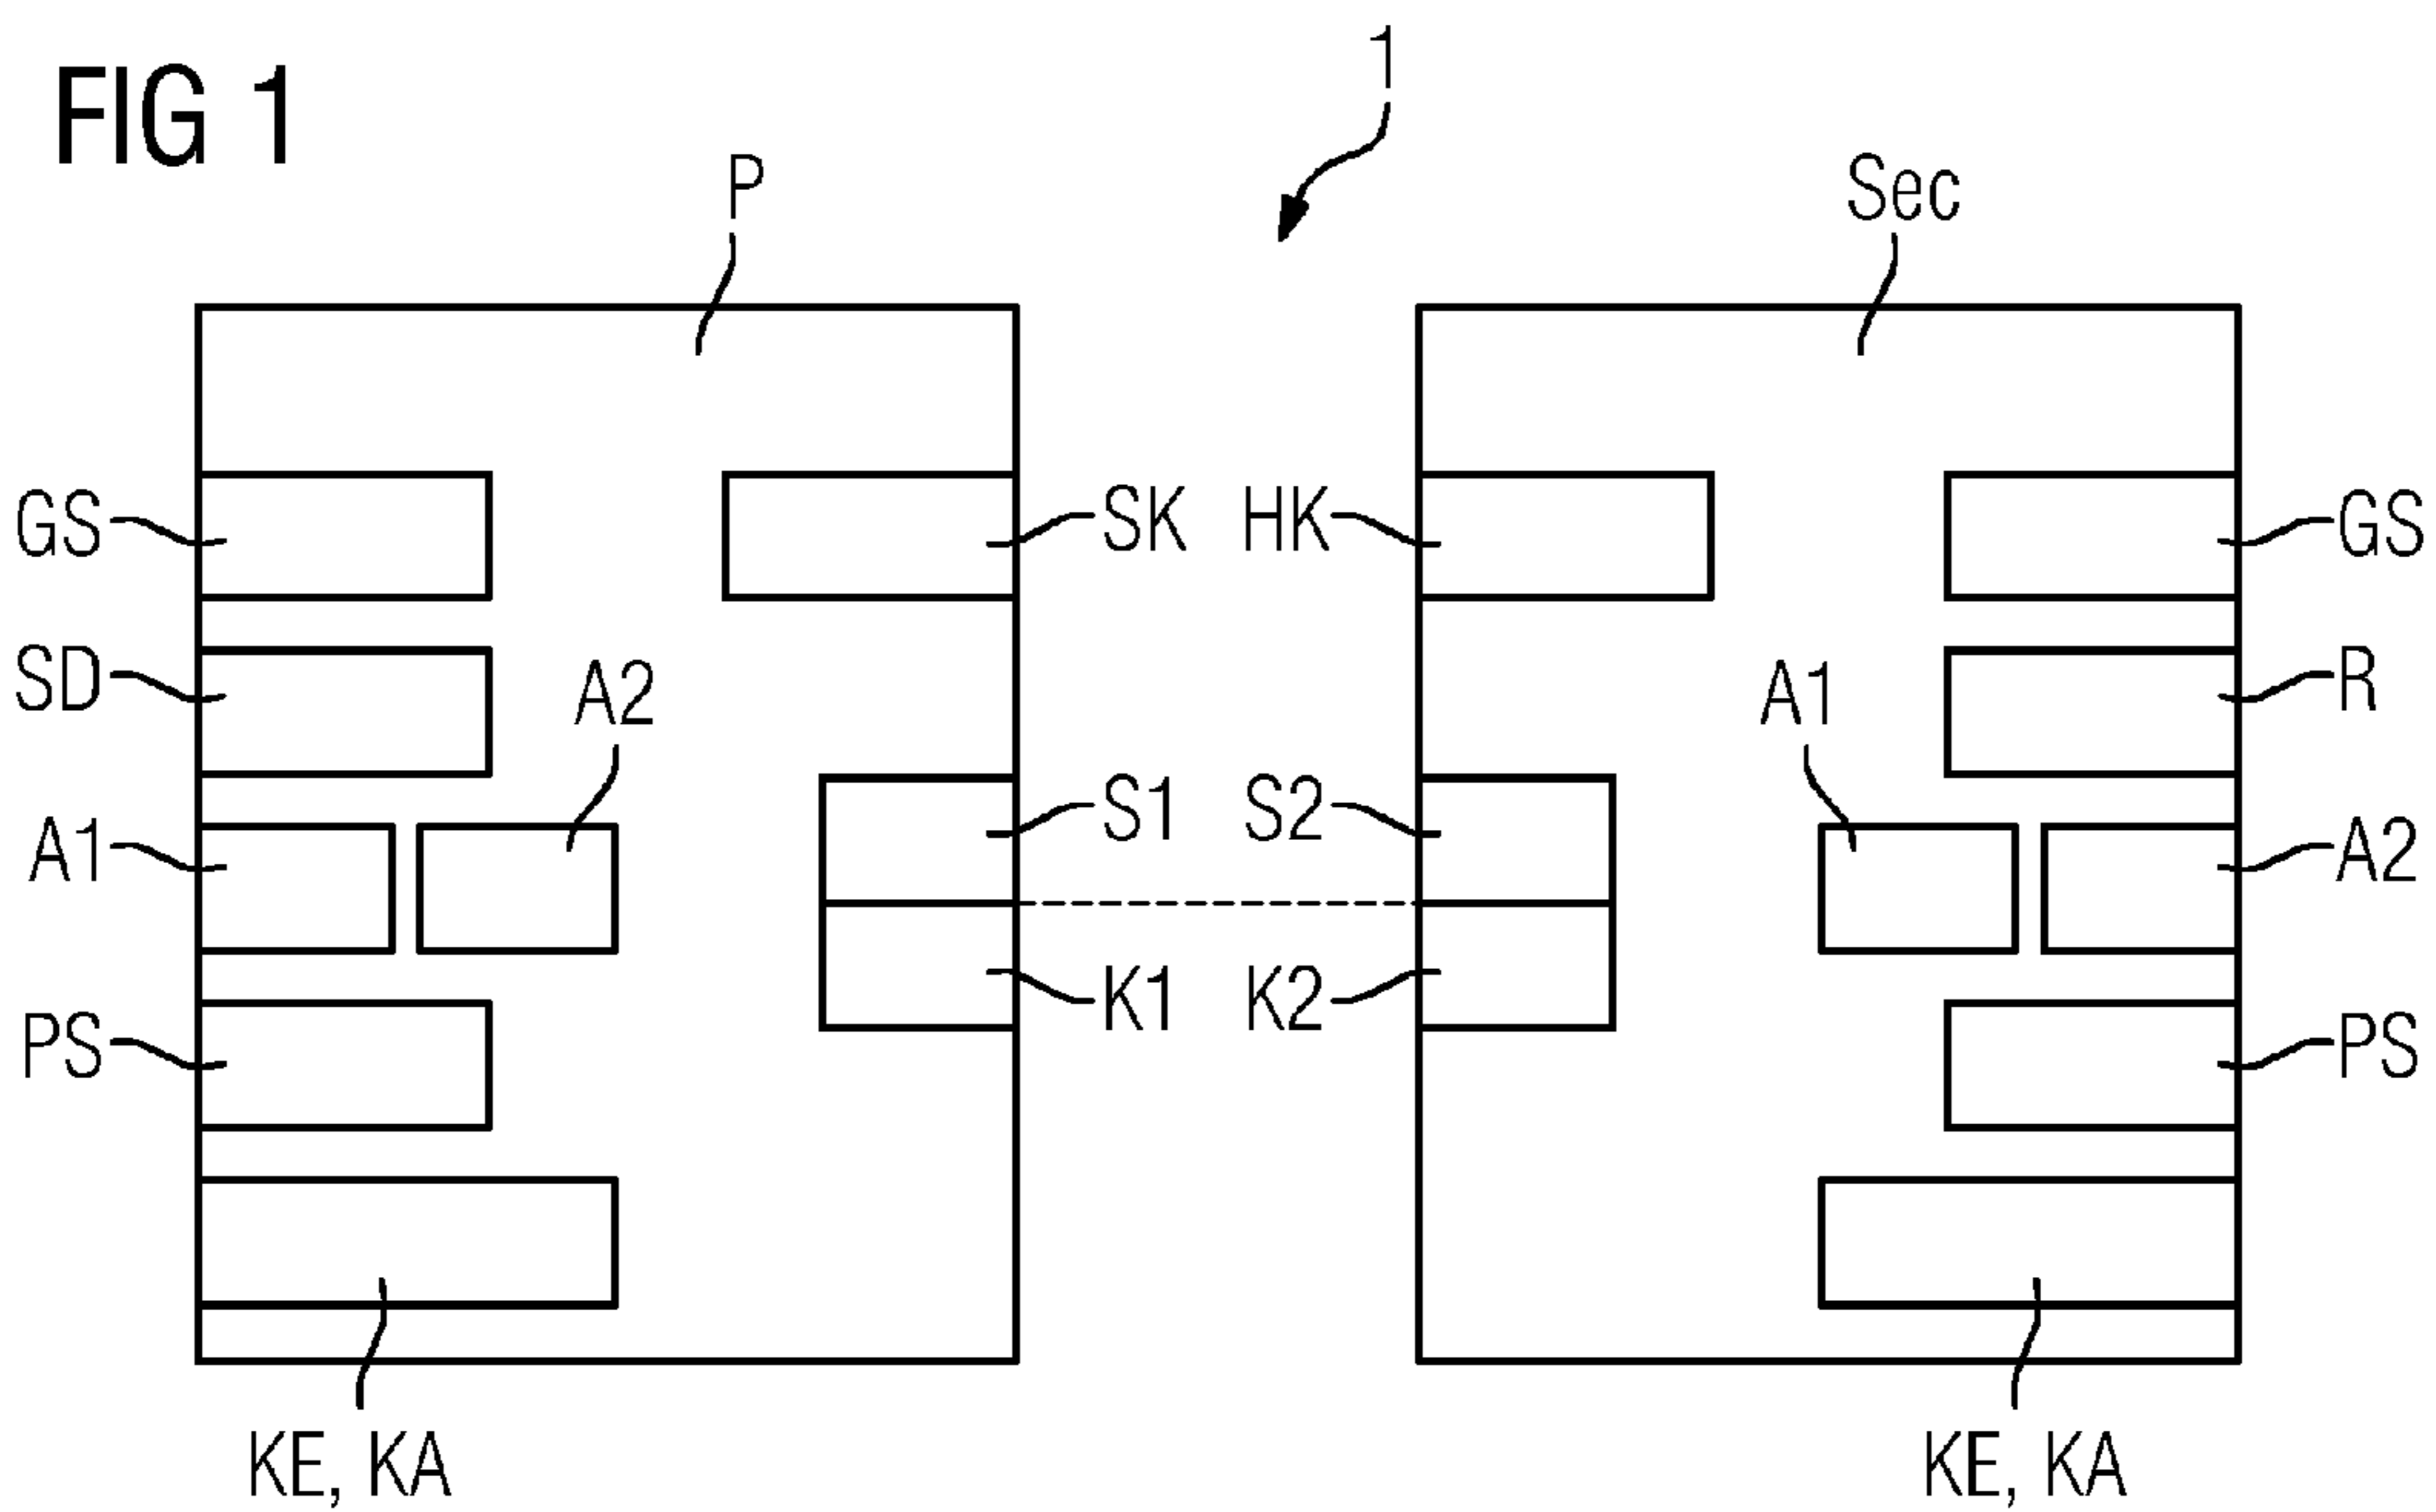 FIG 1
1
P
Sec
GS
SK
HK
GS
SD
A2
A1
R
A1
S1
S2
A2
PS
K1
K2
PS
KE, KA
KE, KA